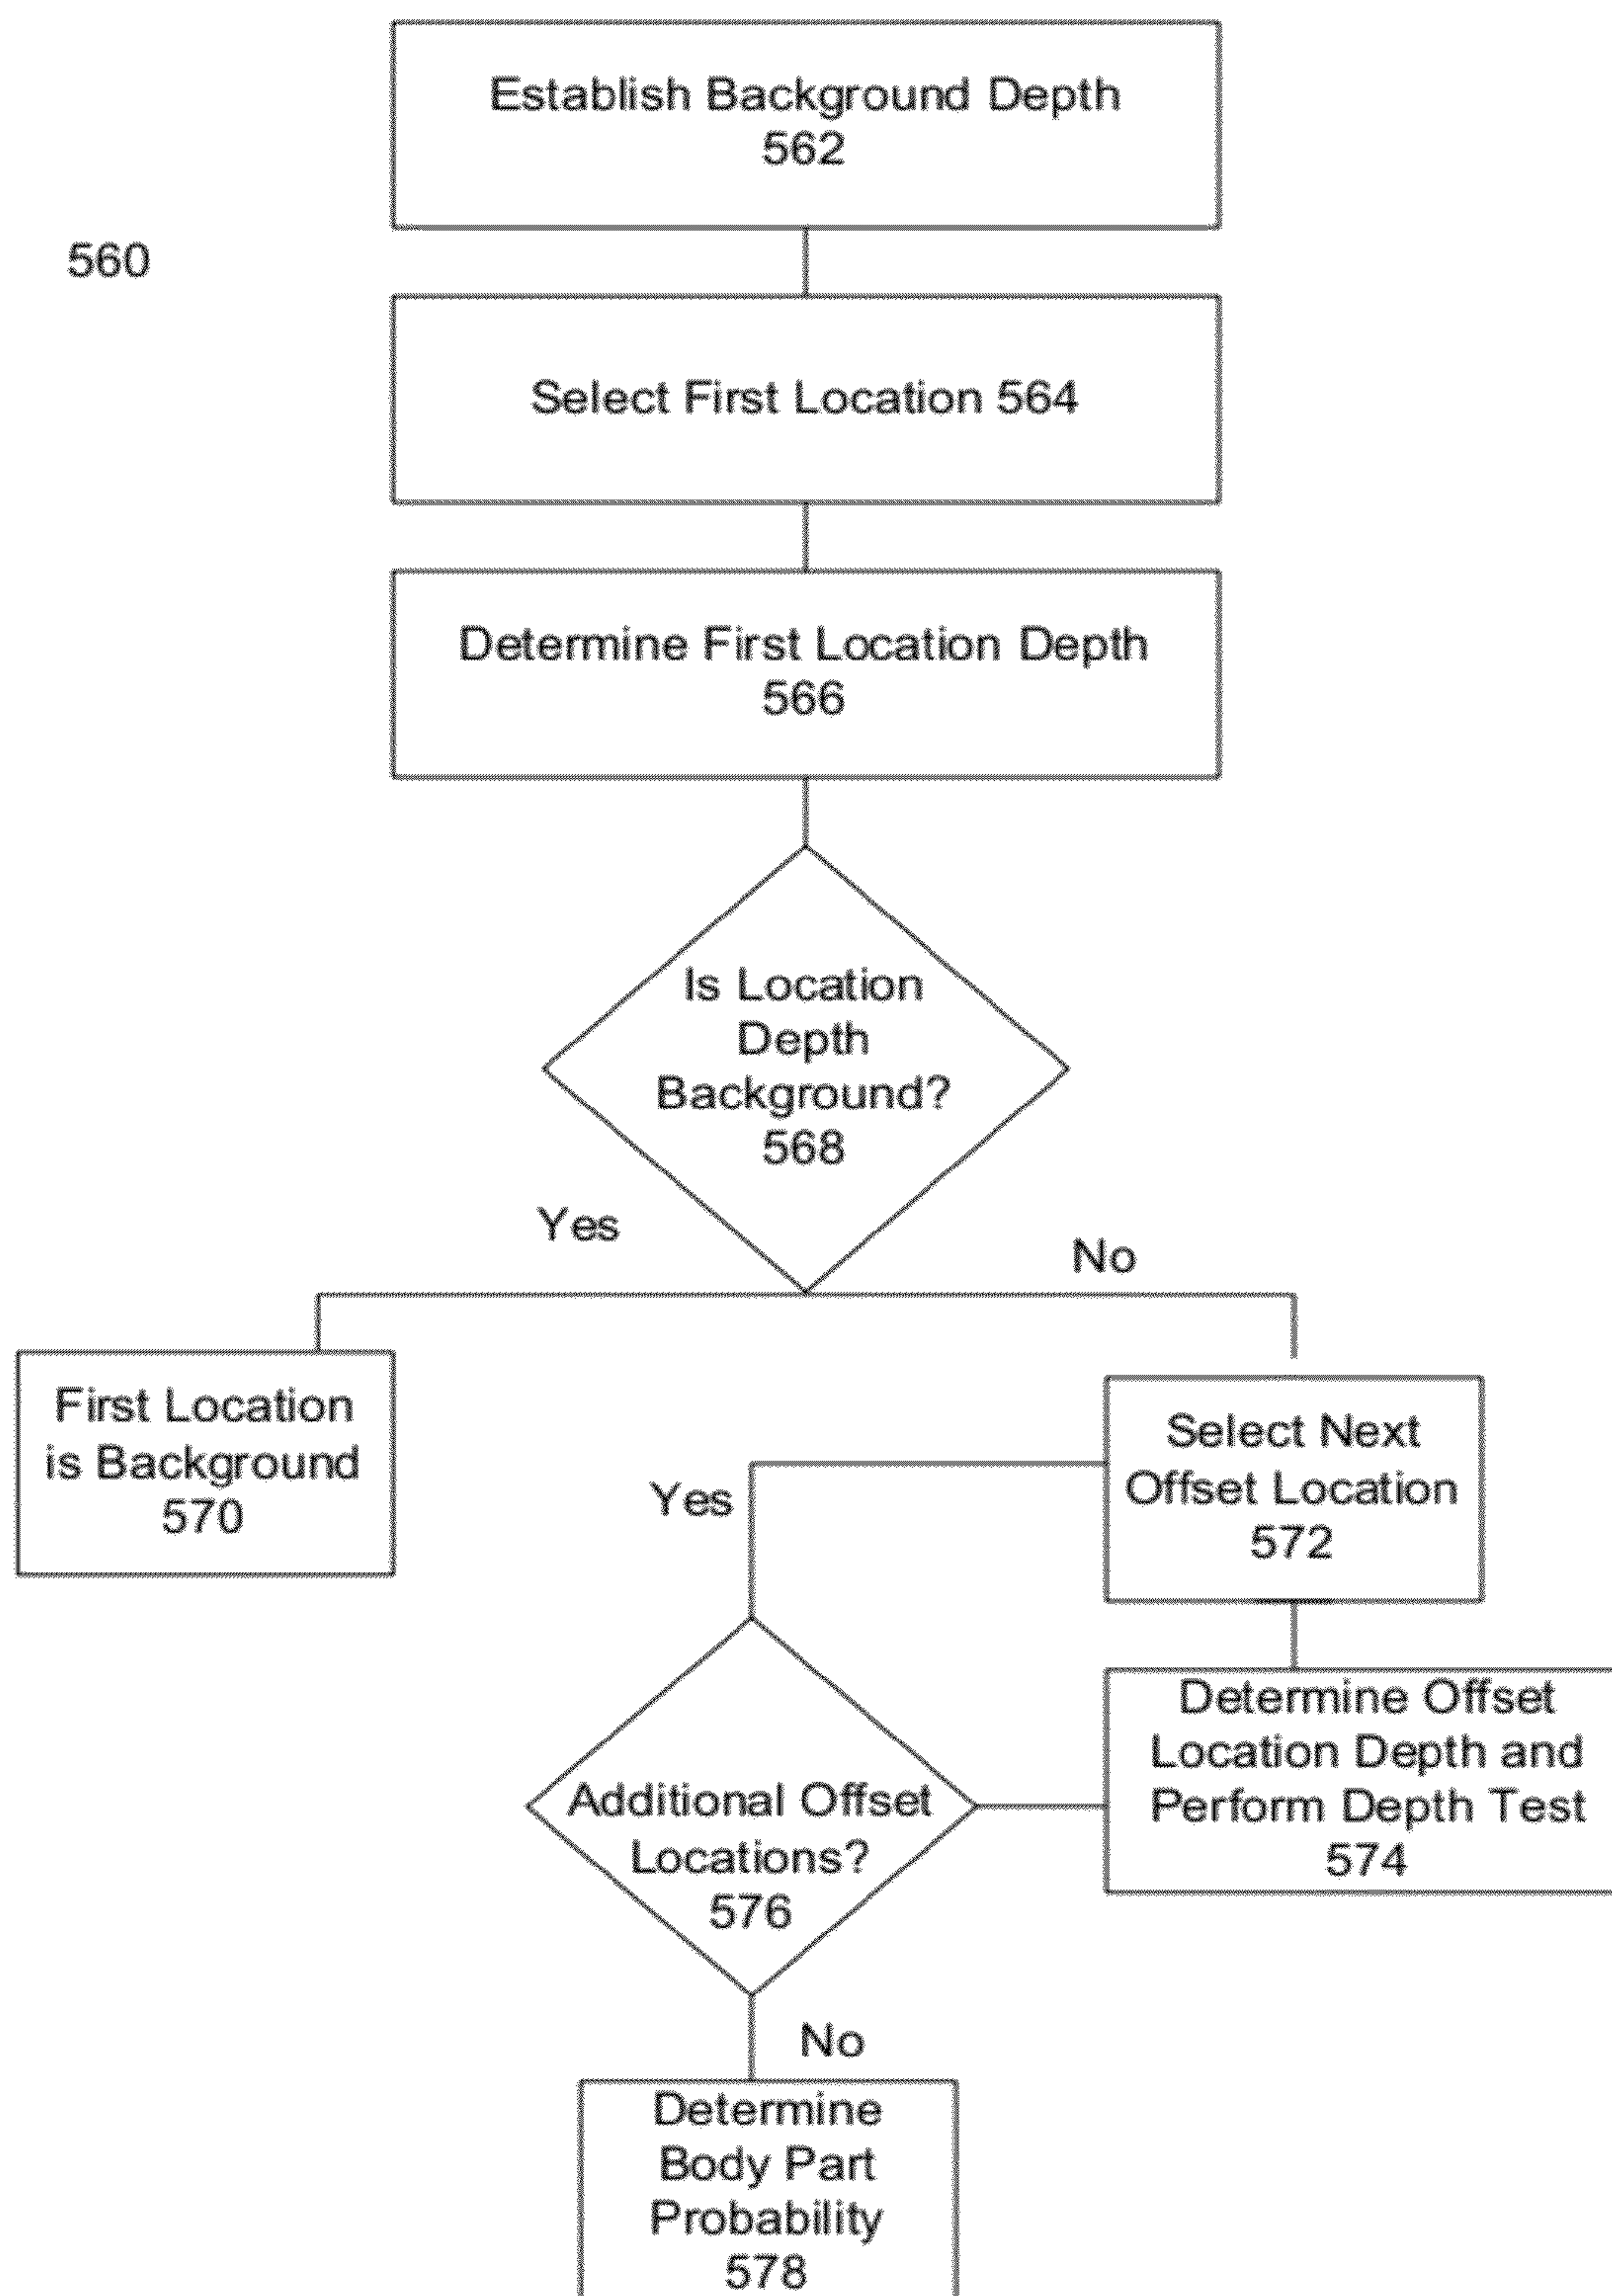 Establish Background Depth
562
560
Select First Location 564
Determine First Location Depth
566
Is Location
Depth
Background?
568
Yes
No
First Location
is Background
570
Select Next
Offset Location
572
Yes
Determine Offset
Location Depth and
Perform Depth Test
574
Additional Offset
Locations?
576
No
Determine
Body Part
Probability
578